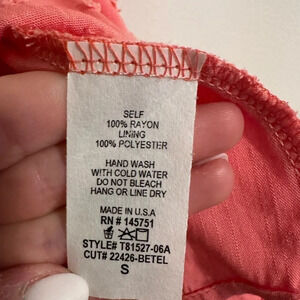 SELF
100% RAYON
LINING
100% POLYESTER
HAND WASH
WITH COLD WATER
DO NOT BLEACH
HANG OR LINE DRY
MADE IN U.S.A
RN # 145751
STYLE# T81527-06A
CUT# 22426-BETEL
S